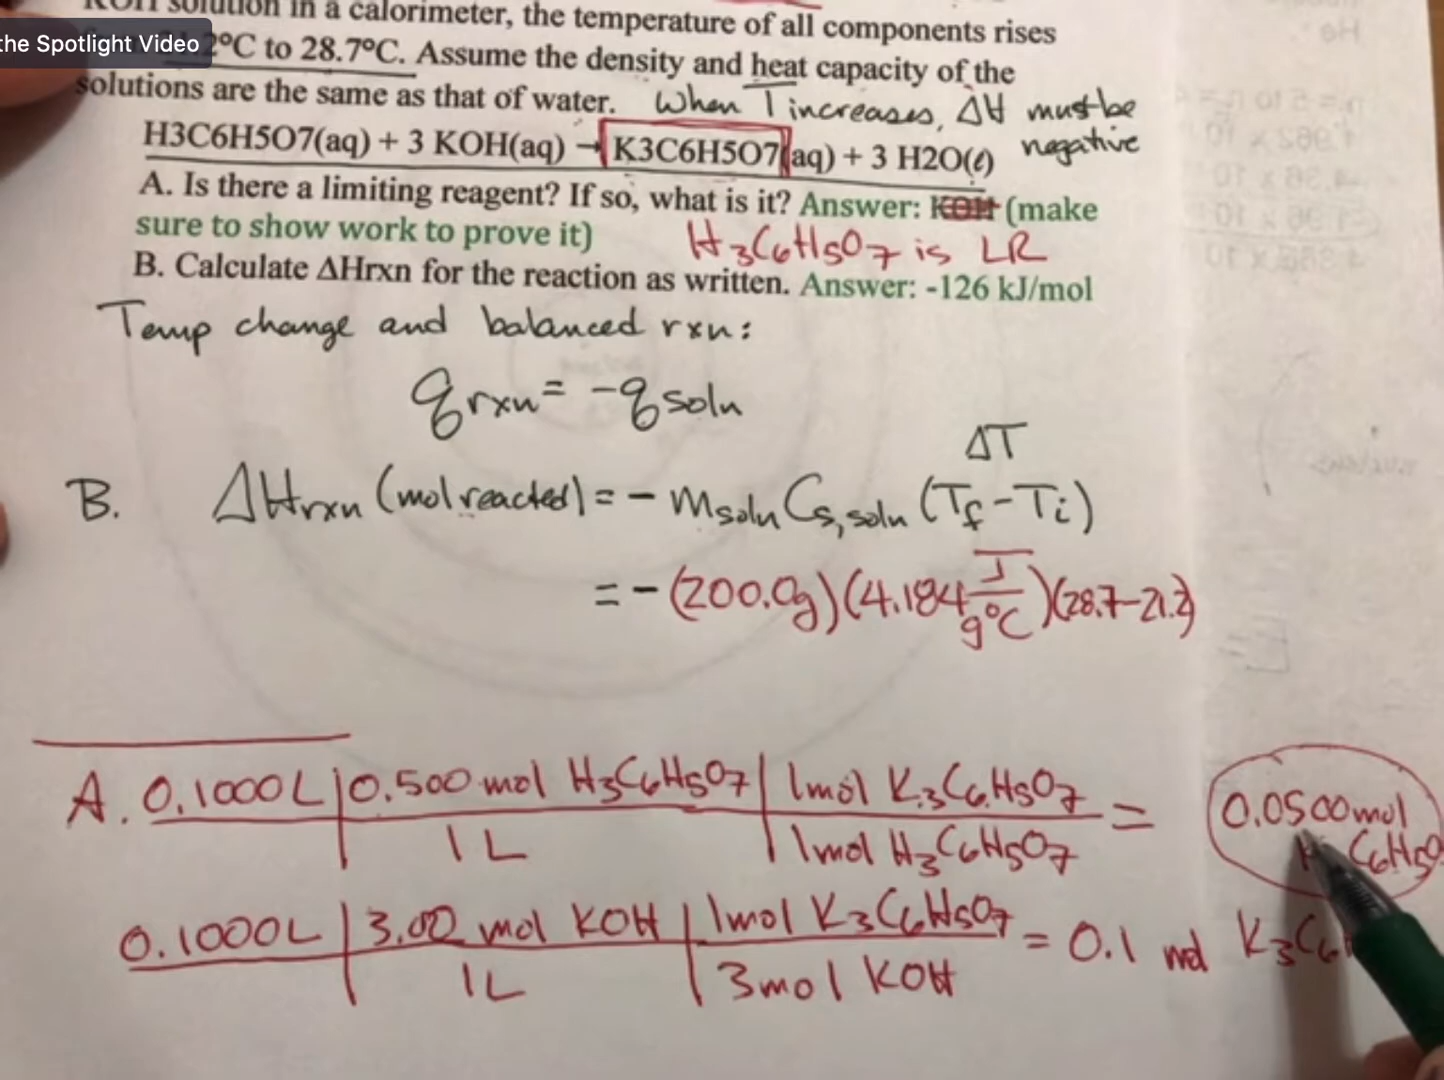 KOH solution in a calorimeter, the temperature of all components rises
the Spotlight Video
2°C to 28.7°C. Assume the density and heat capacity of the
solutions are the same as that of water. When T increases, ΔH must be
negative
H3C6H5O7(aq) + 3 KOH(aq) → K3C6H5O7(aq) + 3 H2O(ℓ)
A. Is there a limiting reagent? If so, what is it? Answer: KOH (make
sure to show work to prove it) H3C6H5O7 is LR
B. Calculate ΔHrxn for the reaction as written. Answer: -126 kJ/mol
Temp change and balanced rxn:
qrxn = -qsoln
ΔT
B. ΔHrxn (mol reacted) = - msoln Cs,soln (Tf - Ti)
= - (200.0g)(4.184 J/g°C)(28.7-21.2)
A. 0.1000L | 0.500 mol H3C6H5O7 | 1mol K3C6H5O7 = 0.0500 mol
1 L | 1mol H3C6H5O7 C6H5O
0.1000L | 3.00 mol KOH | 1mol K3C6H5O7 = 0.1 mol K3C6
1L | 3mol KOH